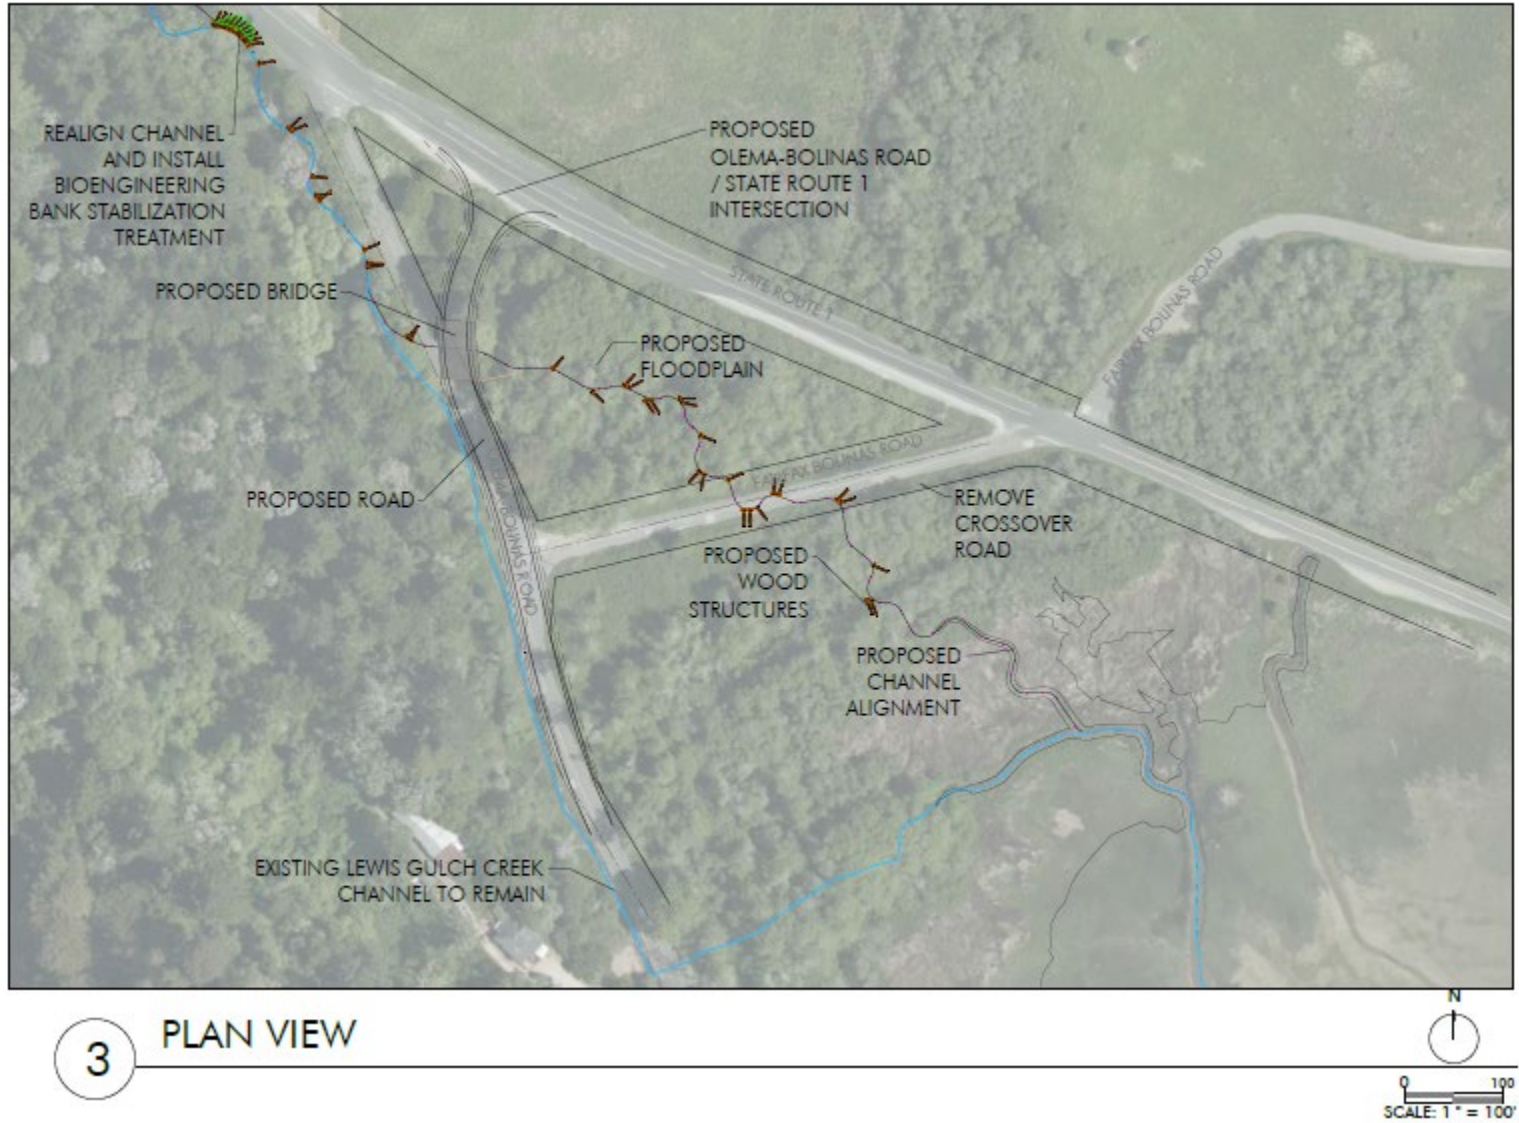 REALIGN CHANNEL
AND INSTALL
BIOENGINEERING
BANK STABILIZATION
TREATMENT
PROPOSED
OLEMA-BOLINAS ROAD
/ STATE ROUTE 1
INTERSECTION
PROPOSED BRIDGE
STATE ROUTE 1
FAIRFAX BOLINAS ROAD
PROPOSED
FLOODPLAIN
FAIRFAX BOLINAS ROAD
PROPOSED ROAD
BOLINAS ROAD
REMOVE
CROSSOVER
ROAD
PROPOSED
WOOD
STRUCTURES
PROPOSED
CHANNEL
ALIGNMENT
EXISTING LEWIS GULCH CREEK
CHANNEL TO REMAIN
3
PLAN VIEW
N
0 100
SCALE: 1" = 100'